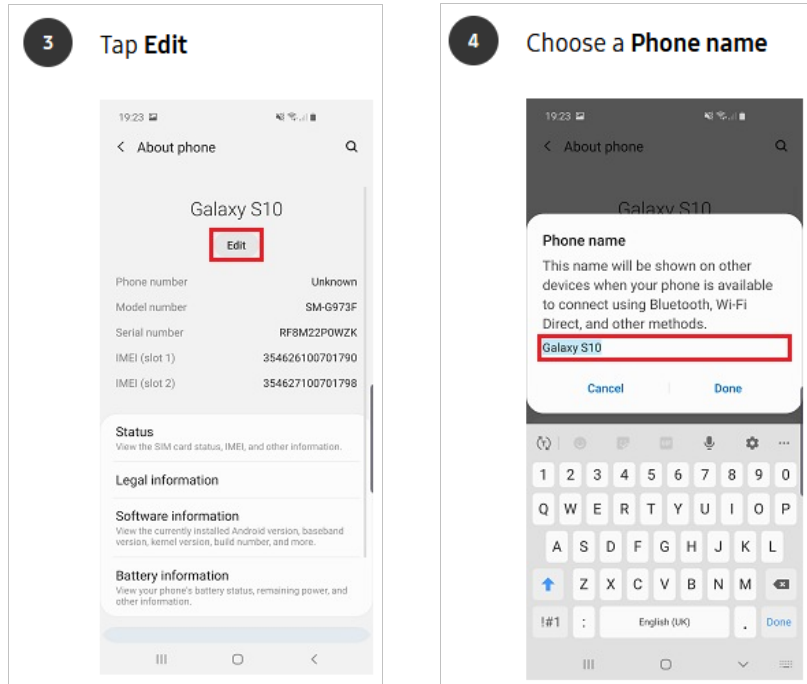 3 Tap Edit
19:23
About phone
Galaxy S10
Edit
Phone number Unknown
Model number SM-G973F
Serial number RF8M22P0WZK
IMEI (slot 1) 354626100701790
IMEI (slot 2) 354627100701798
Status
View the SIM card status, IMEI, and other information.
Legal information
Software information
View the currently installed Android version, baseband
version, kernel version, build number, and more.
Battery information
View your phone's battery status, remaining power, and
other information.
4 Choose a Phone name
19:23
About phone
Galaxy S10
Phone name
This name will be shown on other
devices when your phone is available
to connect using Bluetooth, Wi-Fi
Direct, and other methods.
Galaxy S10
Cancel Done
1 2 3 4 5 6 7 8 9 0
Q W E R T Y U I O P
A S D F G H J K L
Z X C V B N M
!#1 : English (UK) . Done